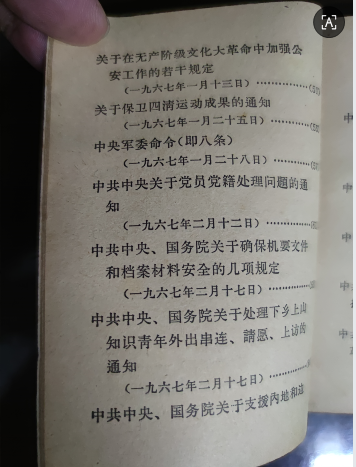 关于在无产阶级文化大革命中加强公
安工作的若干规定
(一九六七年一月十三日)
关于保卫四清运动成果的通知
(一九六七年一月二十五日)
中央军委命令(即八条)
(一九六七年一月二十八日)
中共中央关于党员党籍处理问题的通
知
(一九六七年二月十二日)
中共中央、国务院关于确保机要文件
和档案材料安全的几项规定
(一九六七年二月十七日)
中共中央、国务院关于处理下乡上山
知识青年外出串连、請愿、上访的
通知
(一九六七年二月十七日)
中共中央、国务院关于支援内地和边